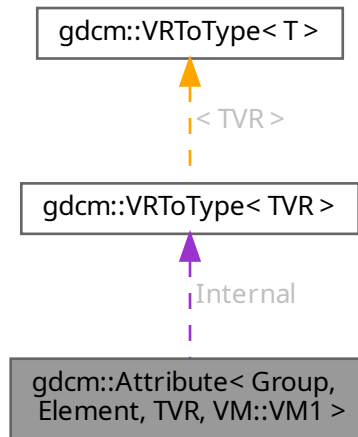 gdcm::VRToType< T >
< TVR >
gdcm::VRToType< TVR >
Internal
gdcm::Attribute< Group,
Element, TVR, VM::VM1 >